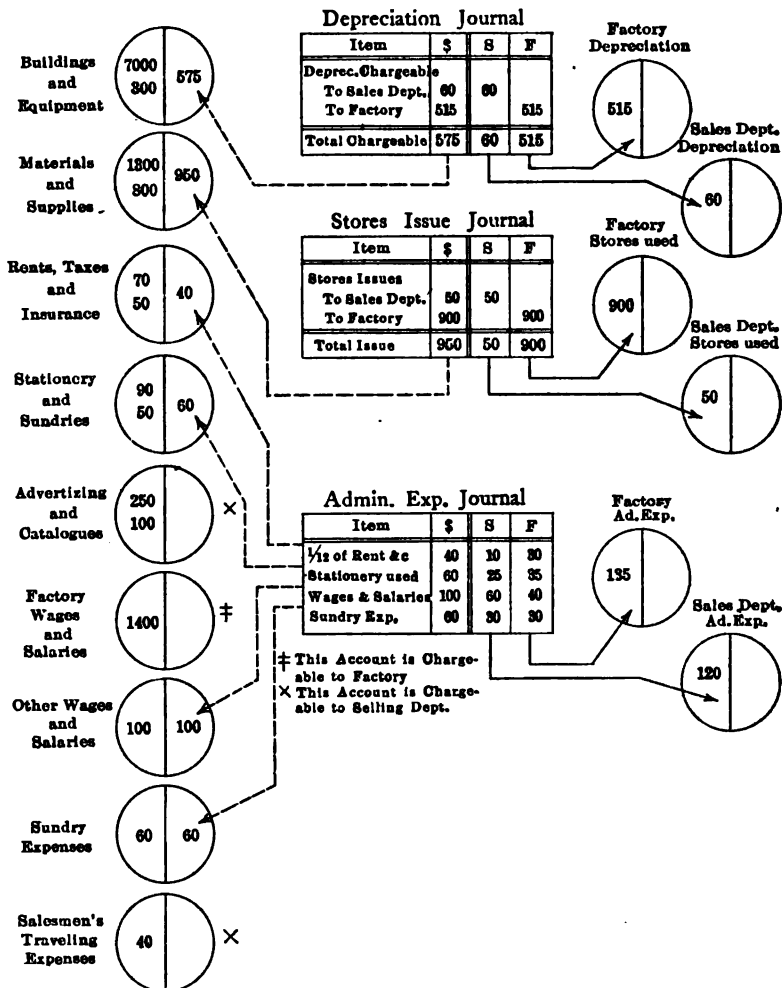 Depreciation Journal
Item $ S F
Deprec. Chargeable
To Sales Dept. 60 60
To Factory 515 515
Total Chargeable 575 60 515
Factory
Depreciation
515
Sales Dept.
Depreciation
60
Buildings
and
Equipment
7000
300
575
Materials
and
Supplies
1300
800
950
Stores Issue Journal
Item $ S F
Stores Issues
To Sales Dept. 50 50
To Factory 900 900
Total Issue 950 50 900
Factory
Stores used
900
Sales Dept.
Stores used
50
Rents, Taxes
and
Insurance
70
50
40
Stationery
and
Sundries
90
50
60
Advertizing
and
Catalogues
250
100
×
Admin. Exp. Journal
Item $ S F
1/12 of Rent &c 40 10 30
Stationery used 60 25 35
Wages & Salaries 100 60 40
Sundry Exp. 60 30 30
Factory
Ad. Exp.
135
Sales Dept.
Ad. Exp.
120
‡ This Account is Charge-
able to Factory
× This Account is Charge-
able to Selling Dept.
Factory
Wages
and
Salaries
1400
‡
Other Wages
and
Salaries
100 100
Sundry
Expenses
60 60
Salesmen's
Traveling
Expenses
40
×